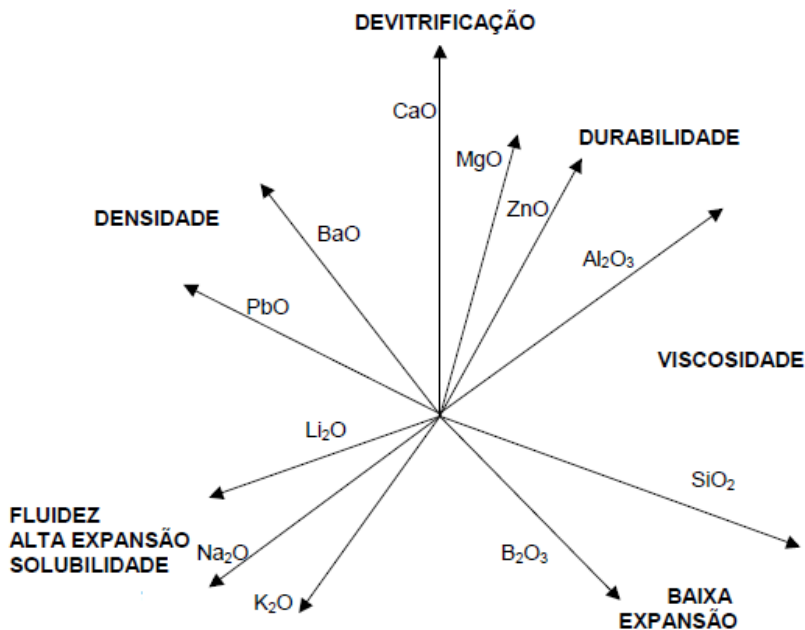 DEVITRIFICAÇÃO
CaO
MgO
DURABILIDADE
ZnO
DENSIDADE
BaO
Al₂O₃
PbO
VISCOSIDADE
Li₂O
SiO₂
FLUIDEZ
ALTA EXPANSÃO
SOLUBILIDADE
Na₂O
B₂O₃
K₂O
BAIXA
EXPANSÃO